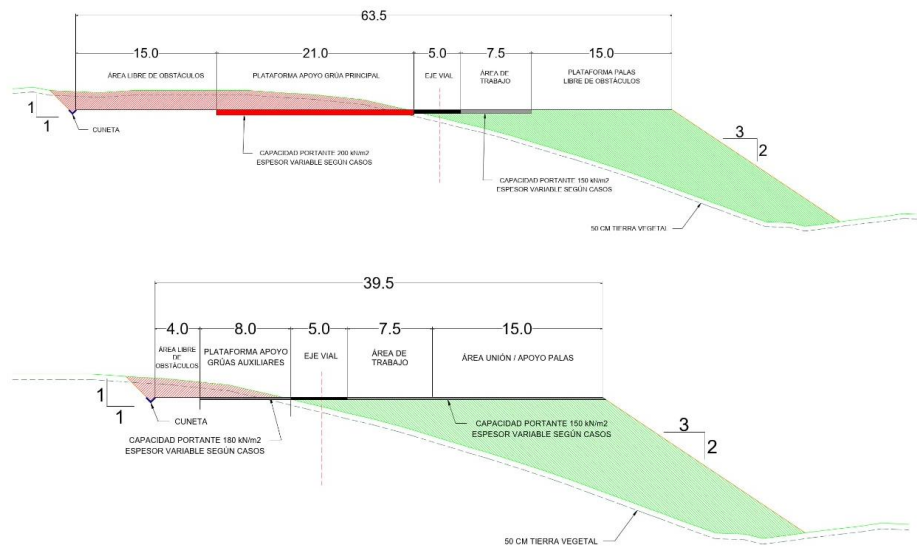 63.5
15.0
21.0
5.0
7.5
15.0
ÁREA LIBRE DE OBSTÁCULOS
PLATAFORMA APOYO GRÚA PRINCIPAL
EJE VIAL
ÁREA DE
TRABAJO
PLATAFORMA PALAS
LIBRE DE OBSTÁCULOS
1
1
CUNETA
CAPACIDAD PORTANTE 200 kN/m2
ESPESOR VARIABLE SEGÚN CASOS
CAPACIDAD PORTANTE 150 kN/m2
ESPESOR VARIABLE SEGÚN CASOS
3
2
50 CM TIERRA VEGETAL
39.5
4.0
8.0
5.0
7.5
15.0
ÁREA LIBRE
DE
OBSTÁCULOS
PLATAFORMA APOYO
GRÚAS AUXILIARES
EJE VIAL
ÁREA DE
TRABAJO
ÁREA UNIÓN / APOYO PALAS
1
1
CUNETA
CAPACIDAD PORTANTE 180 kN/m2
ESPESOR VARIABLE SEGÚN CASOS
CAPACIDAD PORTANTE 150 kN/m2
ESPESOR VARIABLE SEGÚN CASOS
3
2
50 CM TIERRA VEGETAL